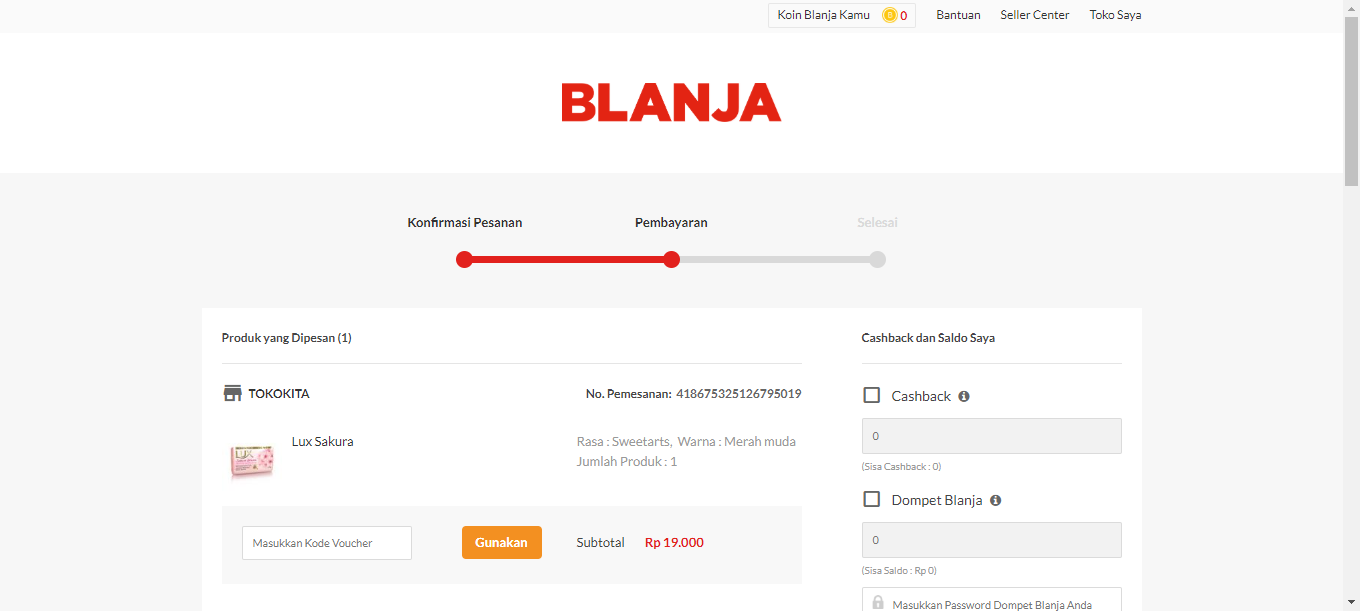 Koin Blanja Kamu 0 Bantuan Seller Center Toko Saya
BLANJA
Konfirmasi Pesanan Pembayaran Selesai
Produk yang Dipesan (1)
TOKOKITA No. Pemesanan: 418675325126795019
Lux Sakura Rasa : Sweetarts, Warna : Merah muda
Jumlah Produk : 1
LUX
Masukkan Kode Voucher Gunakan Subtotal Rp 19.000
Cashback dan Saldo Saya
Cashback
0
(Sisa Cashback : 0)
Dompet Blanja
0
(Sisa Saldo : Rp 0)
Masukkan Password Dompet Blanja Anda